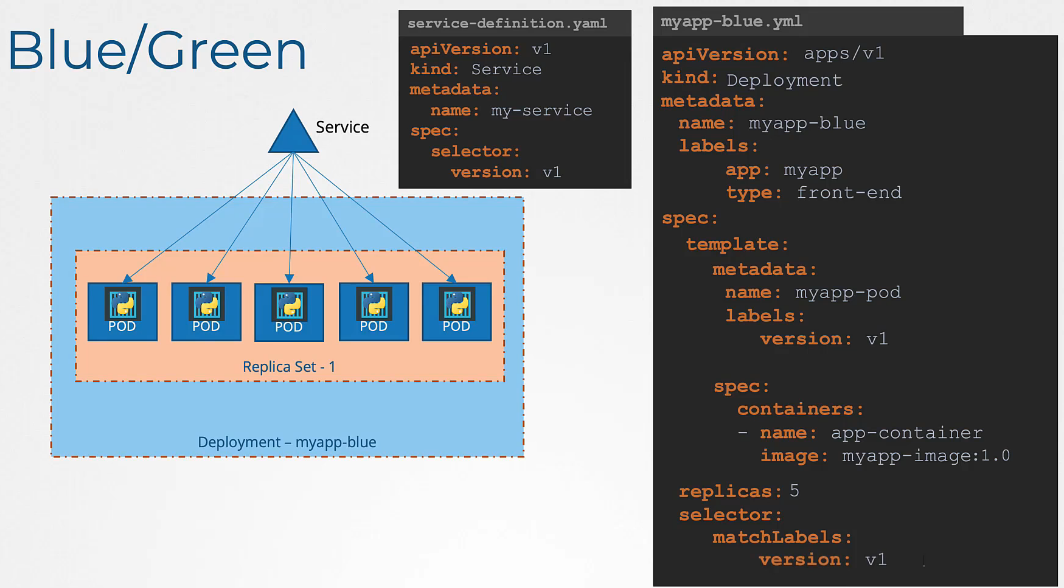 Blue/Green
Service
POD
POD
POD
POD
POD
Replica Set - 1
Deployment – myapp-blue
service-definition.yaml
apiVersion: v1
kind: Service
metadata:
name: my-service
spec:
selector:
version: v1
myapp-blue.yml
apiVersion: apps/v1
kind: Deployment
metadata:
name: myapp-blue
labels:
app: myapp
type: front-end
spec:
template:
metadata:
name: myapp-pod
labels:
version: v1
spec:
containers:
- name: app-container
image: myapp-image:1.0
replicas: 5
selector:
matchLabels:
version: v1